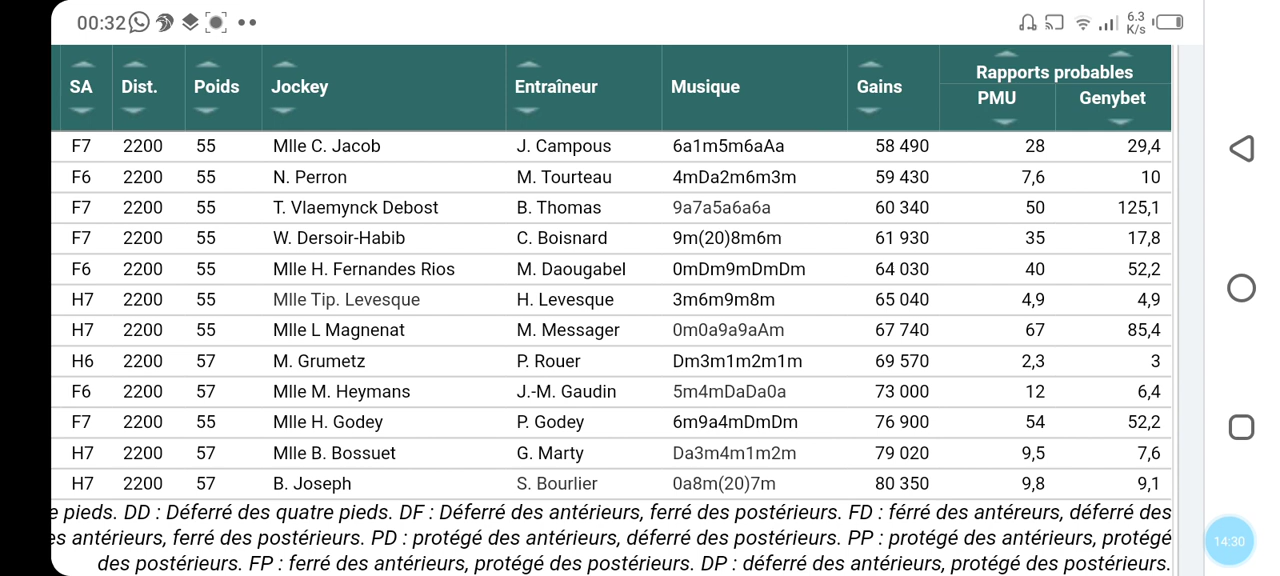 00:32 6.3 K/s
Rapports probables
SA Dist. Poids Jockey Entraîneur Musique Gains PMU Genybet
F7 2200 55 Mlle C. Jacob J. Campous 6a1m5m6aAa 58 490 28 29,4
F6 2200 55 N. Perron M. Tourteau 4mDa2m6m3m 59 430 7,6 10
F7 2200 55 T. Vlaemynck Debost B. Thomas 9a7a5a6a6a 60 340 50 125,1
F7 2200 55 W. Dersoir-Habib C. Boisnard 9m(20)8m6m 61 930 35 17,8
F6 2200 55 Mlle H. Fernandes Rios M. Daougabel 0mDm9mDmDm 64 030 40 52,2
H7 2200 55 Mlle Tip. Levesque H. Levesque 3m6m9m8m 65 040 4,9 4,9
H7 2200 55 Mlle L Magnenat M. Messager 0m0a9a9aAm 67 740 67 85,4
H6 2200 57 M. Grumetz P. Rouer Dm3m1m2m1m 69 570 2,3 3
F6 2200 57 Mlle M. Heymans J.-M. Gaudin 5m4mDaDa0a 73 000 12 6,4
F7 2200 55 Mlle H. Godey P. Godey 6m9a4mDmDm 76 900 54 52,2
H7 2200 57 Mlle B. Bossuet G. Marty Da3m4m1m2m 79 020 9,5 7,6
H7 2200 57 B. Joseph S. Bourlier 0a8m(20)7m 80 350 9,8 9,1
e pieds. DD : Déferré des quatre pieds. DF : Déferré des antérieurs, ferré des postérieurs. FD : férré des antéreurs, déferré des
es antérieurs, ferré des postérieurs. PD : protégé des antérieurs, déferré des postérieurs. PP : protégé des antérieurs, protégé
des postérieurs. FP : ferré des antérieurs, protégé des postérieurs. DP : déferré des antérieurs, protégé des postérieurs.
14:30